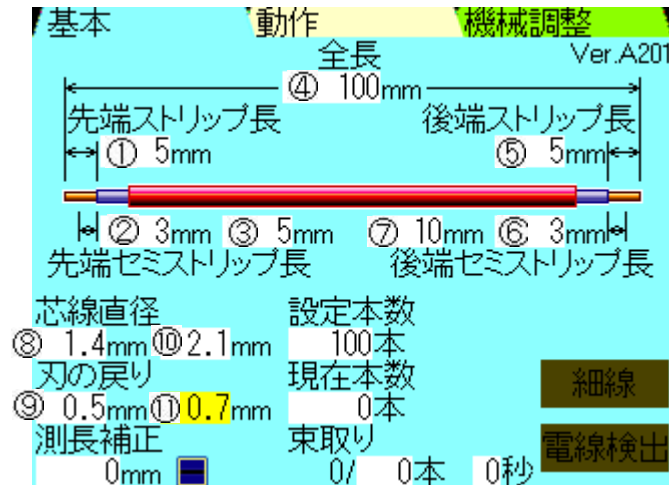 基本 動作 機械調整
全長 Ver.A201
④ 100mm
先端ストリップ長 後端ストリップ長
① 5mm ⑤ 5mm
② 3mm ③ 5mm ⑦ 10mm ⑥ 3mm
先端セミストリップ長 後端セミストリップ長
芯線直径 設定本数
⑧ 1.4mm ⑩ 2.1mm 100本
刃の戻り 現在本数 細線
⑨ 0.5mm ⑪ 0.7mm 0本
測長補正 束取り 電線検出
0mm 0/ 0本 0秒